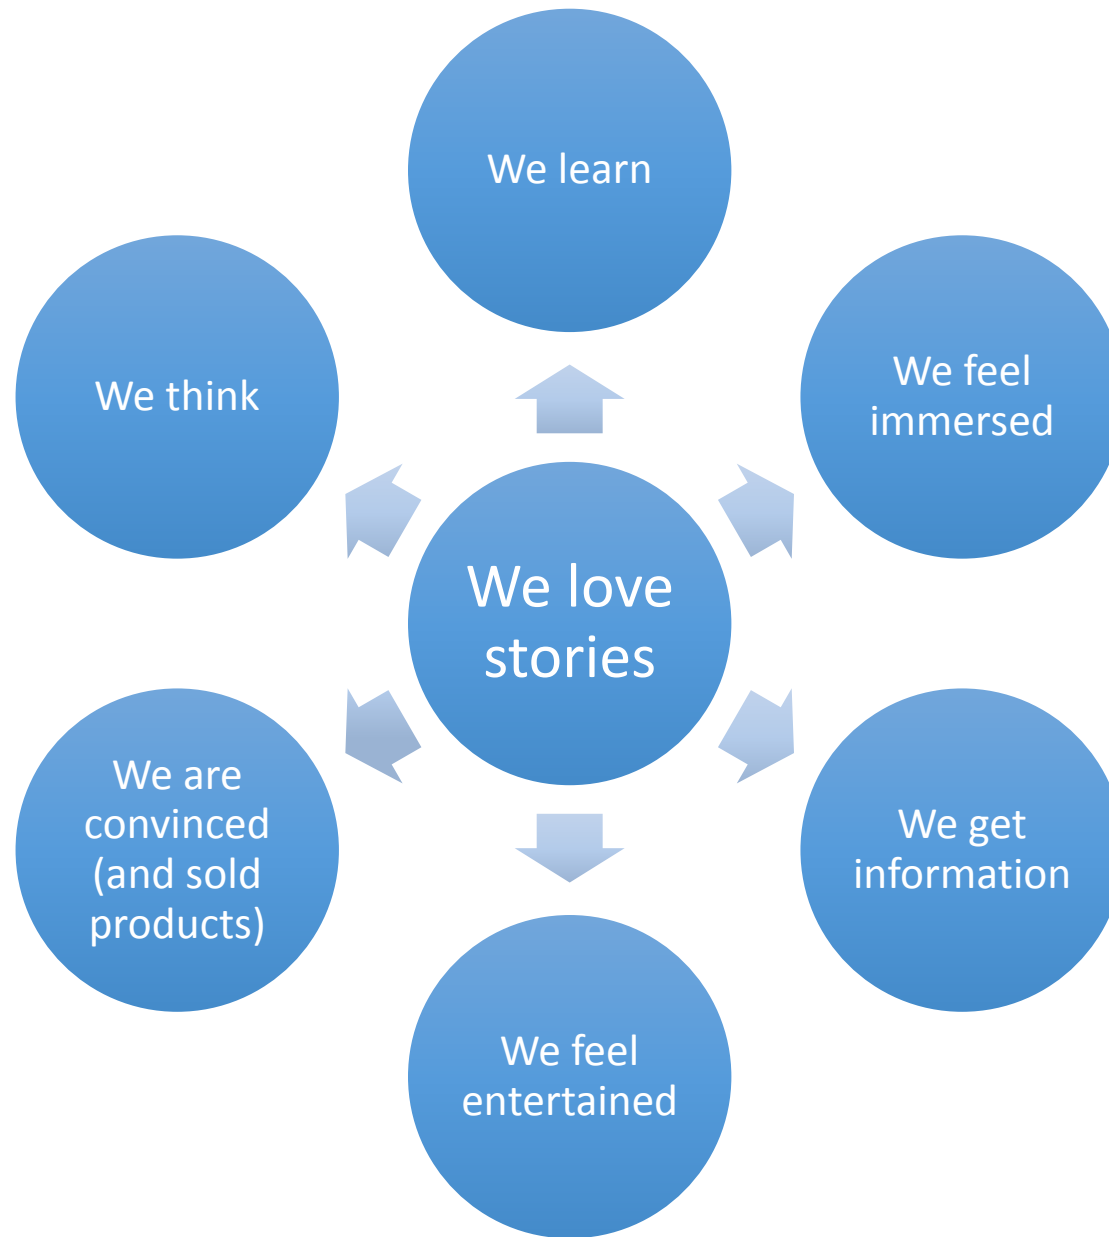 We learn
We think
We feel
immersed
We love
stories
We are
convinced
(and sold
products)
We get
information
We feel
entertained